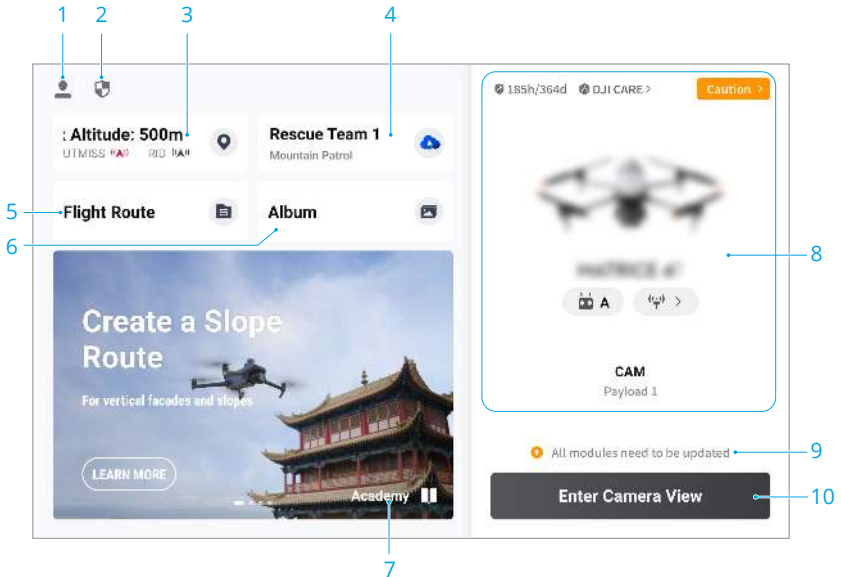 1
2
3
4
: Altitude: 500m
UTMISS
RID
Rescue Team 1
Mountain Patrol
5
Flight Route
Album
6
Create a Slope
Route
For vertical facades and slopes
LEARN MORE
Academy
7
185h/364d
DJI CARE >
Caution >
8
A
>
CAM
Payload 1
All modules need to be updated
9
Enter Camera View
10